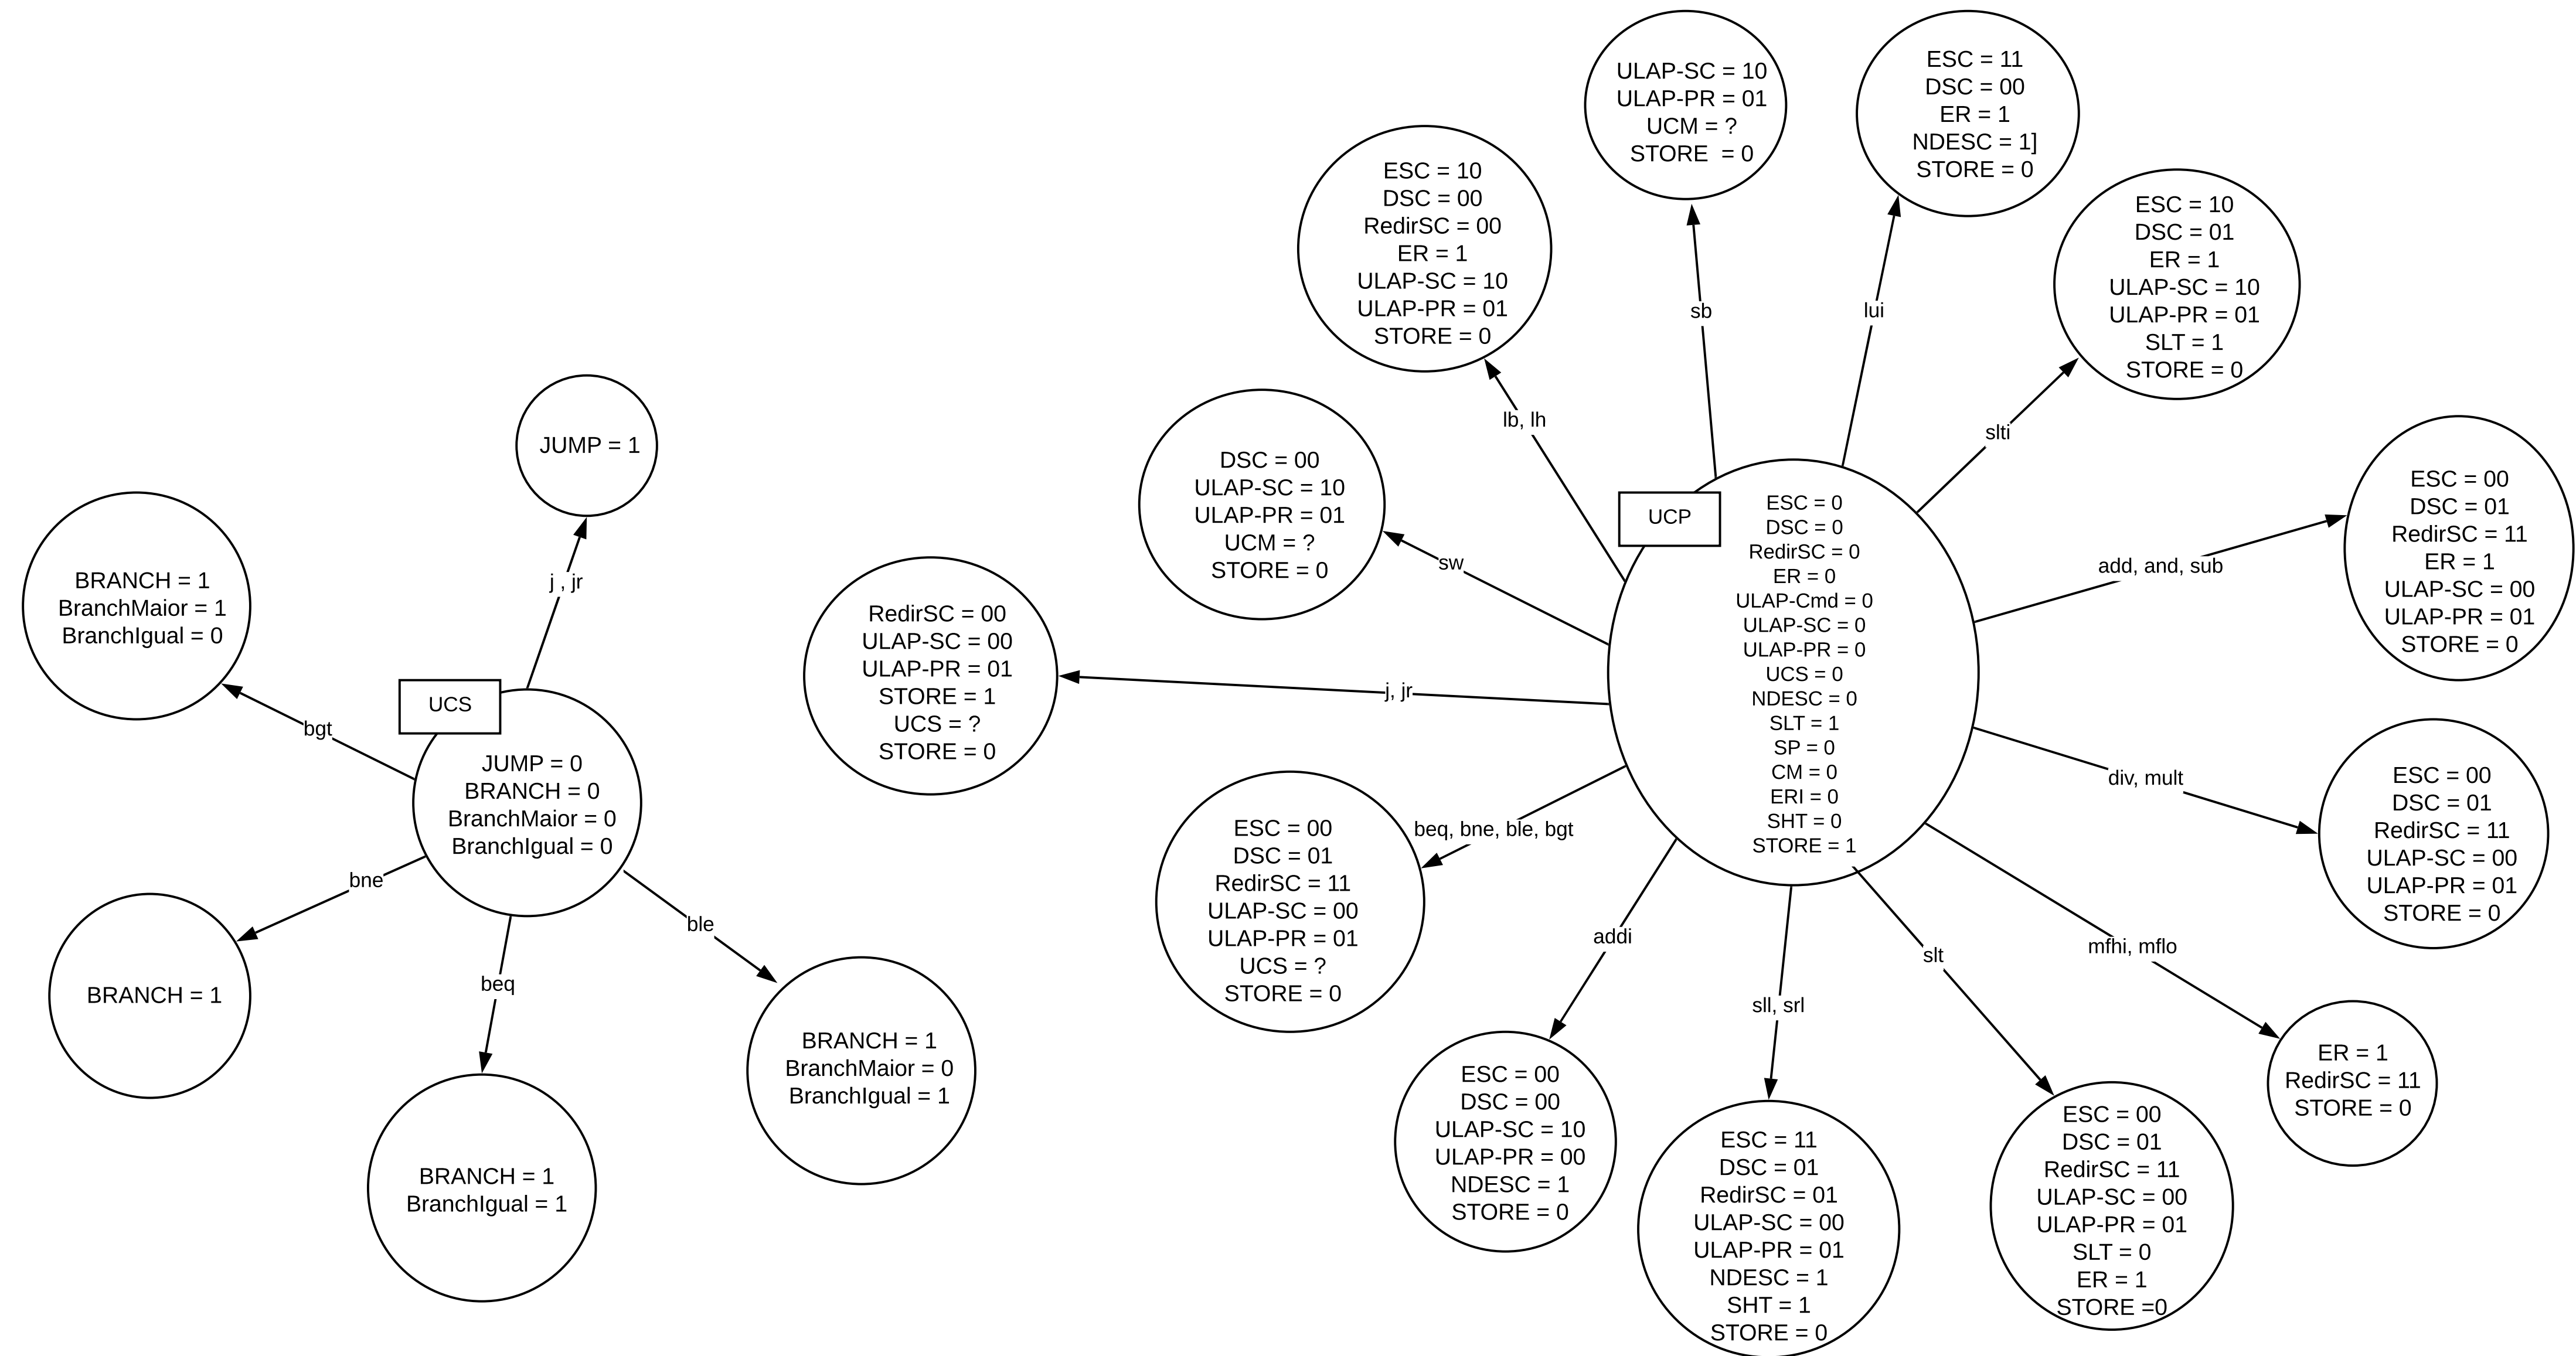 JUMP = 1
j , jr
BRANCH = 1
BranchMaior = 1
BranchIgual = 0
bgt
UCS
JUMP = 0
BRANCH = 0
BranchMaior = 0
BranchIgual = 0
bne
BRANCH = 1
beq
BRANCH = 1
BranchIgual = 1
ble
BRANCH = 1
BranchMaior = 0
BranchIgual = 1
UCP
ESC = 0
DSC = 0
RedirSC = 0
ER = 0
ULAP-Cmd = 0
ULAP-SC = 0
ULAP-PR = 0
UCS = 0
NDESC = 0
SLT = 1
SP = 0
CM = 0
ERI = 0
SHT = 0
STORE = 1
sb
ULAP-SC = 10
ULAP-PR = 01
UCM = ?
STORE  = 0
lui
ESC = 11
DSC = 00
ER = 1
NDESC = 1]
STORE = 0
slti
ESC = 10
DSC = 01
ER = 1
ULAP-SC = 10
ULAP-PR = 01
SLT = 1
STORE = 0
add, and, sub
ESC = 00
DSC = 01
RedirSC = 11
ER = 1
ULAP-SC = 00
ULAP-PR = 01
STORE = 0
div, mult
ESC = 00
DSC = 01
RedirSC = 11
ULAP-SC = 00
ULAP-PR = 01
STORE = 0
mfhi, mflo
ER = 1
RedirSC = 11
STORE = 0
slt
ESC = 00
DSC = 01
RedirSC = 11
ULAP-SC = 00
ULAP-PR = 01
SLT = 0
ER = 1
STORE =0
sll, srl
ESC = 11
DSC = 01
RedirSC = 01
ULAP-SC = 00
ULAP-PR = 01
NDESC = 1
SHT = 1
STORE = 0
addi
ESC = 00
DSC = 00
ULAP-SC = 10
ULAP-PR = 00
NDESC = 1
STORE = 0
beq, bne, ble, bgt
ESC = 00
DSC = 01
RedirSC = 11
ULAP-SC = 00
ULAP-PR = 01
UCS = ?
STORE = 0
j, jr
RedirSC = 00
ULAP-SC = 00
ULAP-PR = 01
STORE = 1
UCS = ?
STORE = 0
sw
DSC = 00
ULAP-SC = 10
ULAP-PR = 01
UCM = ?
STORE = 0
lb, lh
ESC = 10
DSC = 00
RedirSC = 00
ER = 1
ULAP-SC = 10
ULAP-PR = 01
STORE = 0